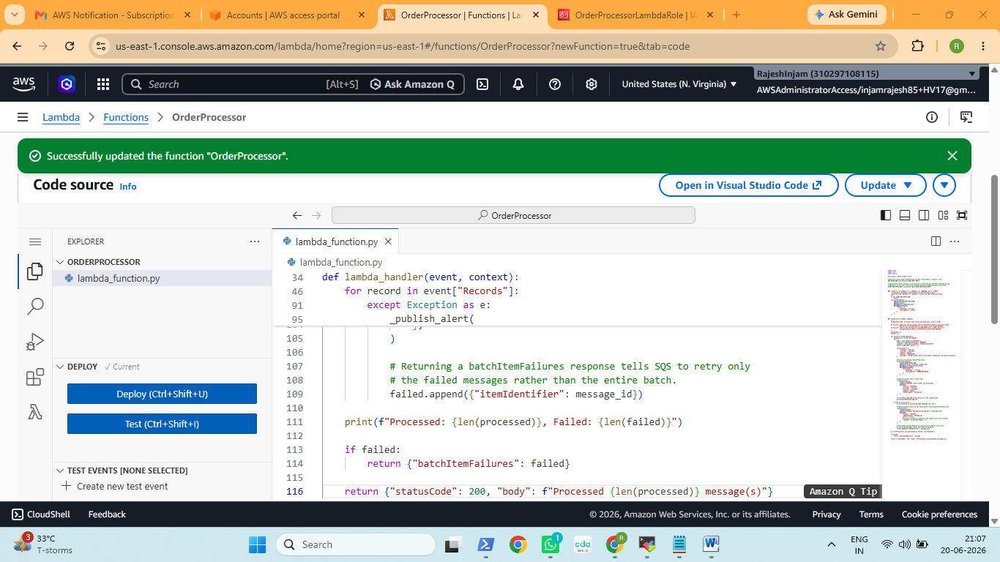 AWS Notification - Subscription
Accounts | AWS access portal
OrderProcessor | Functions | La
OrderProcessorLambdaRole | IA
Ask Gemini
us-east-1.console.aws.amazon.com/lambda/home?region=us-east-1#/functions/OrderProcessor?newFunction=true&tab=code
R
aws
Search
[Alt+S]
Ask Amazon Q
United States (N. Virginia)
RajeshInjam (310297108115)
AWSAdministratorAccess/injamrajesh85+HV17@gm...
Lambda
Functions
OrderProcessor
Successfully updated the function "OrderProcessor".
Code source
Info
Open in Visual Studio Code
Update
OrderProcessor
EXPLORER
ORDERPROCESSOR
lambda_function.py
DEPLOY
Current
Deploy (Ctrl+Shift+U)
Test (Ctrl+Shift+I)
TEST EVENTS [NONE SELECTED]
Create new test event
lambda_function.py
lambda_function.py
34 def lambda_handler(event, context):
46 for record in event["Records"]:
91 except Exception as e:
95 _publish_alert(
105 )
106
107 # Returning a batchItemFailures response tells SQS to retry only
108 # the failed messages rather than the entire batch.
109 failed.append({"itemIdentifier": message_id})
110
111 print(f"Processed: {len(processed)}, Failed: {len(failed)}")
112
113 if failed:
114 return {"batchItemFailures": failed}
115
116 return {"statusCode": 200, "body": f"Processed {len(processed)} message(s)"}
Amazon Q Tip
CloudShell
Feedback
© 2026, Amazon Web Services, Inc. or its affiliates.
Privacy
Terms
Cookie preferences
3
33°C
T-storms
Search
1
R
ENG
IN
21:07
20-06-2026